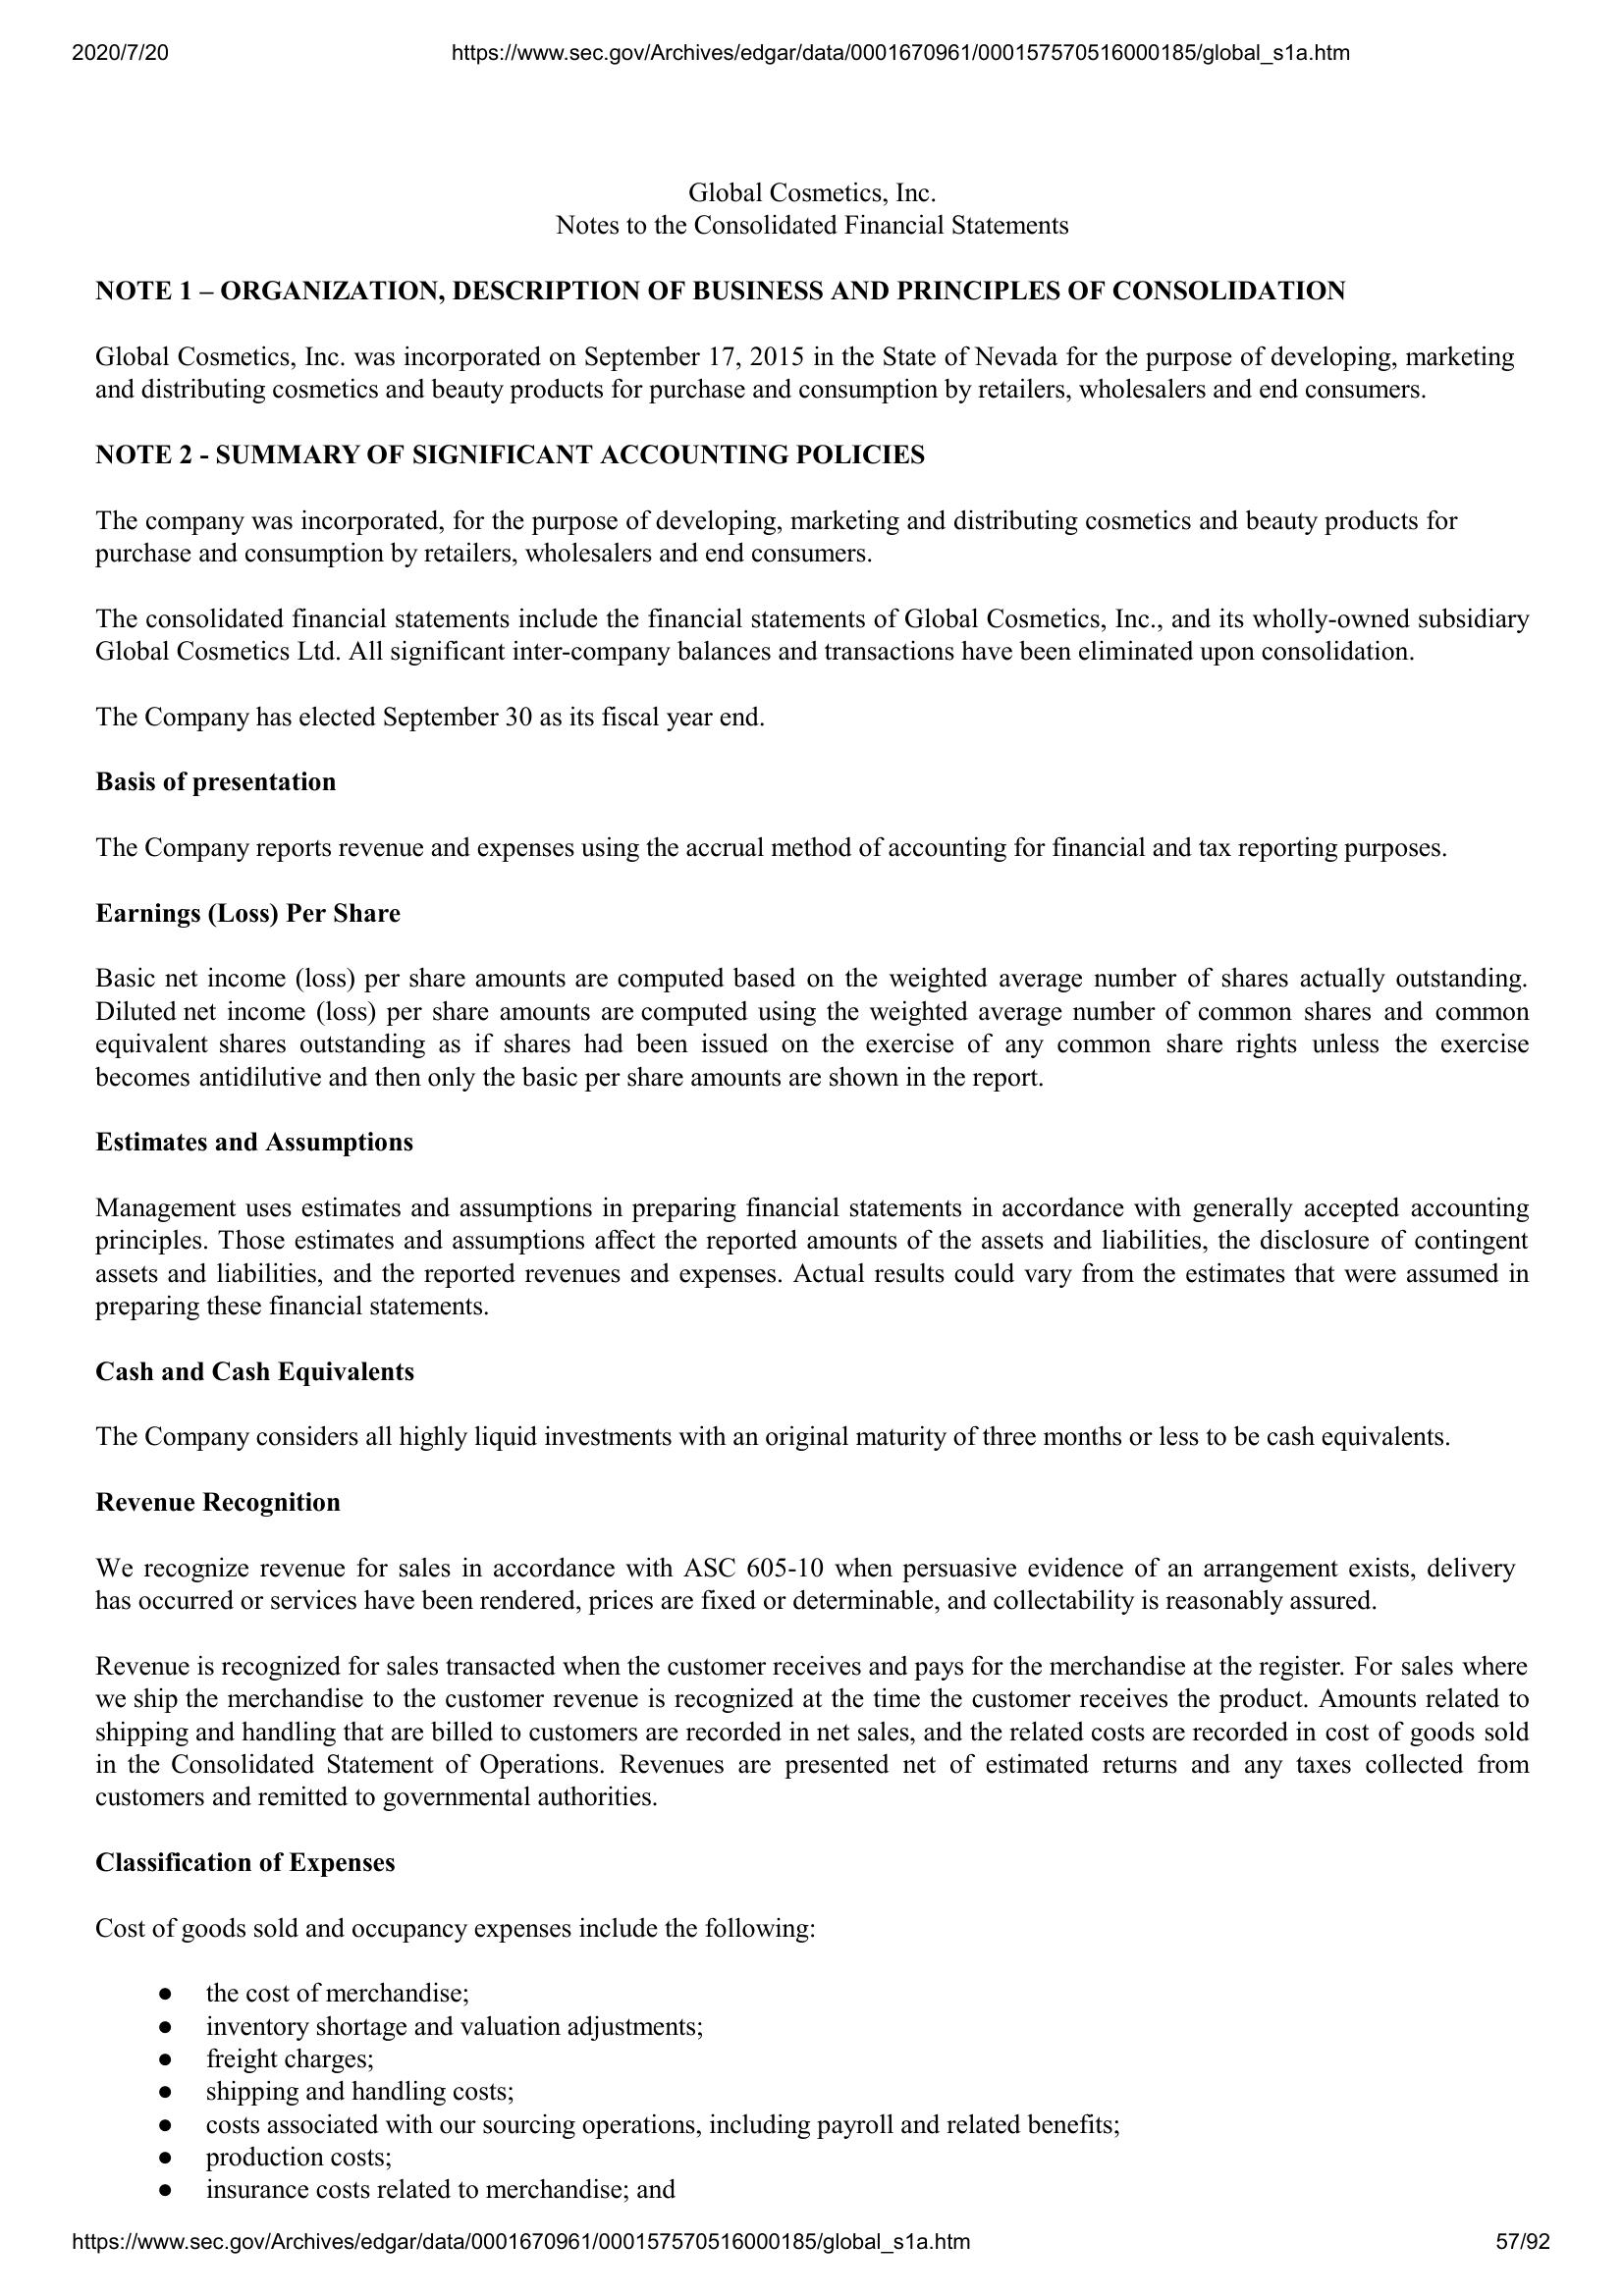 2020/7/20 https://www.sec.gov/Archives/edgar/data/0001670961/000157570516000185/global_s1a.htm
Global Cosmetics, Inc.
Notes to the Consolidated Financial Statements
NOTE 1 – ORGANIZATION, DESCRIPTION OF BUSINESS AND PRINCIPLES OF CONSOLIDATION
Global Cosmetics, Inc. was incorporated on September 17, 2015 in the State of Nevada for the purpose of developing, marketing
and distributing cosmetics and beauty products for purchase and consumption by retailers, wholesalers and end consumers.
NOTE 2 - SUMMARY OF SIGNIFICANT ACCOUNTING POLICIES
The company was incorporated, for the purpose of developing, marketing and distributing cosmetics and beauty products for
purchase and consumption by retailers, wholesalers and end consumers.
The consolidated financial statements include the financial statements of Global Cosmetics, Inc., and its wholly-owned subsidiary
Global Cosmetics Ltd. All significant inter-company balances and transactions have been eliminated upon consolidation.
The Company has elected September 30 as its fiscal year end.
Basis of presentation
The Company reports revenue and expenses using the accrual method of accounting for financial and tax reporting purposes.
Earnings (Loss) Per Share
Basic net income (loss) per share amounts are computed based on the weighted average number of shares actually outstanding.
Diluted net income (loss) per share amounts are computed using the weighted average number of common shares and common
equivalent shares outstanding as if shares had been issued on the exercise of any common share rights unless the exercise
becomes antidilutive and then only the basic per share amounts are shown in the report.
Estimates and Assumptions
Management uses estimates and assumptions in preparing financial statements in accordance with generally accepted accounting
principles. Those estimates and assumptions affect the reported amounts of the assets and liabilities, the disclosure of contingent
assets and liabilities, and the reported revenues and expenses. Actual results could vary from the estimates that were assumed in
preparing these financial statements.
Cash and Cash Equivalents
The Company considers all highly liquid investments with an original maturity of three months or less to be cash equivalents.
Revenue Recognition
We recognize revenue for sales in accordance with ASC 605-10 when persuasive evidence of an arrangement exists, delivery
has occurred or services have been rendered, prices are fixed or determinable, and collectability is reasonably assured.
Revenue is recognized for sales transacted when the customer receives and pays for the merchandise at the register. For sales where
we ship the merchandise to the customer revenue is recognized at the time the customer receives the product. Amounts related to
shipping and handling that are billed to customers are recorded in net sales, and the related costs are recorded in cost of goods sold
in the Consolidated Statement of Operations. Revenues are presented net of estimated returns and any taxes collected from
customers and remitted to governmental authorities.
Classification of Expenses
Cost of goods sold and occupancy expenses include the following:
● the cost of merchandise;
● inventory shortage and valuation adjustments;
● freight charges;
● shipping and handling costs;
● costs associated with our sourcing operations, including payroll and related benefits;
● production costs;
● insurance costs related to merchandise; and
https://www.sec.gov/Archives/edgar/data/0001670961/000157570516000185/global_s1a.htm 57/92